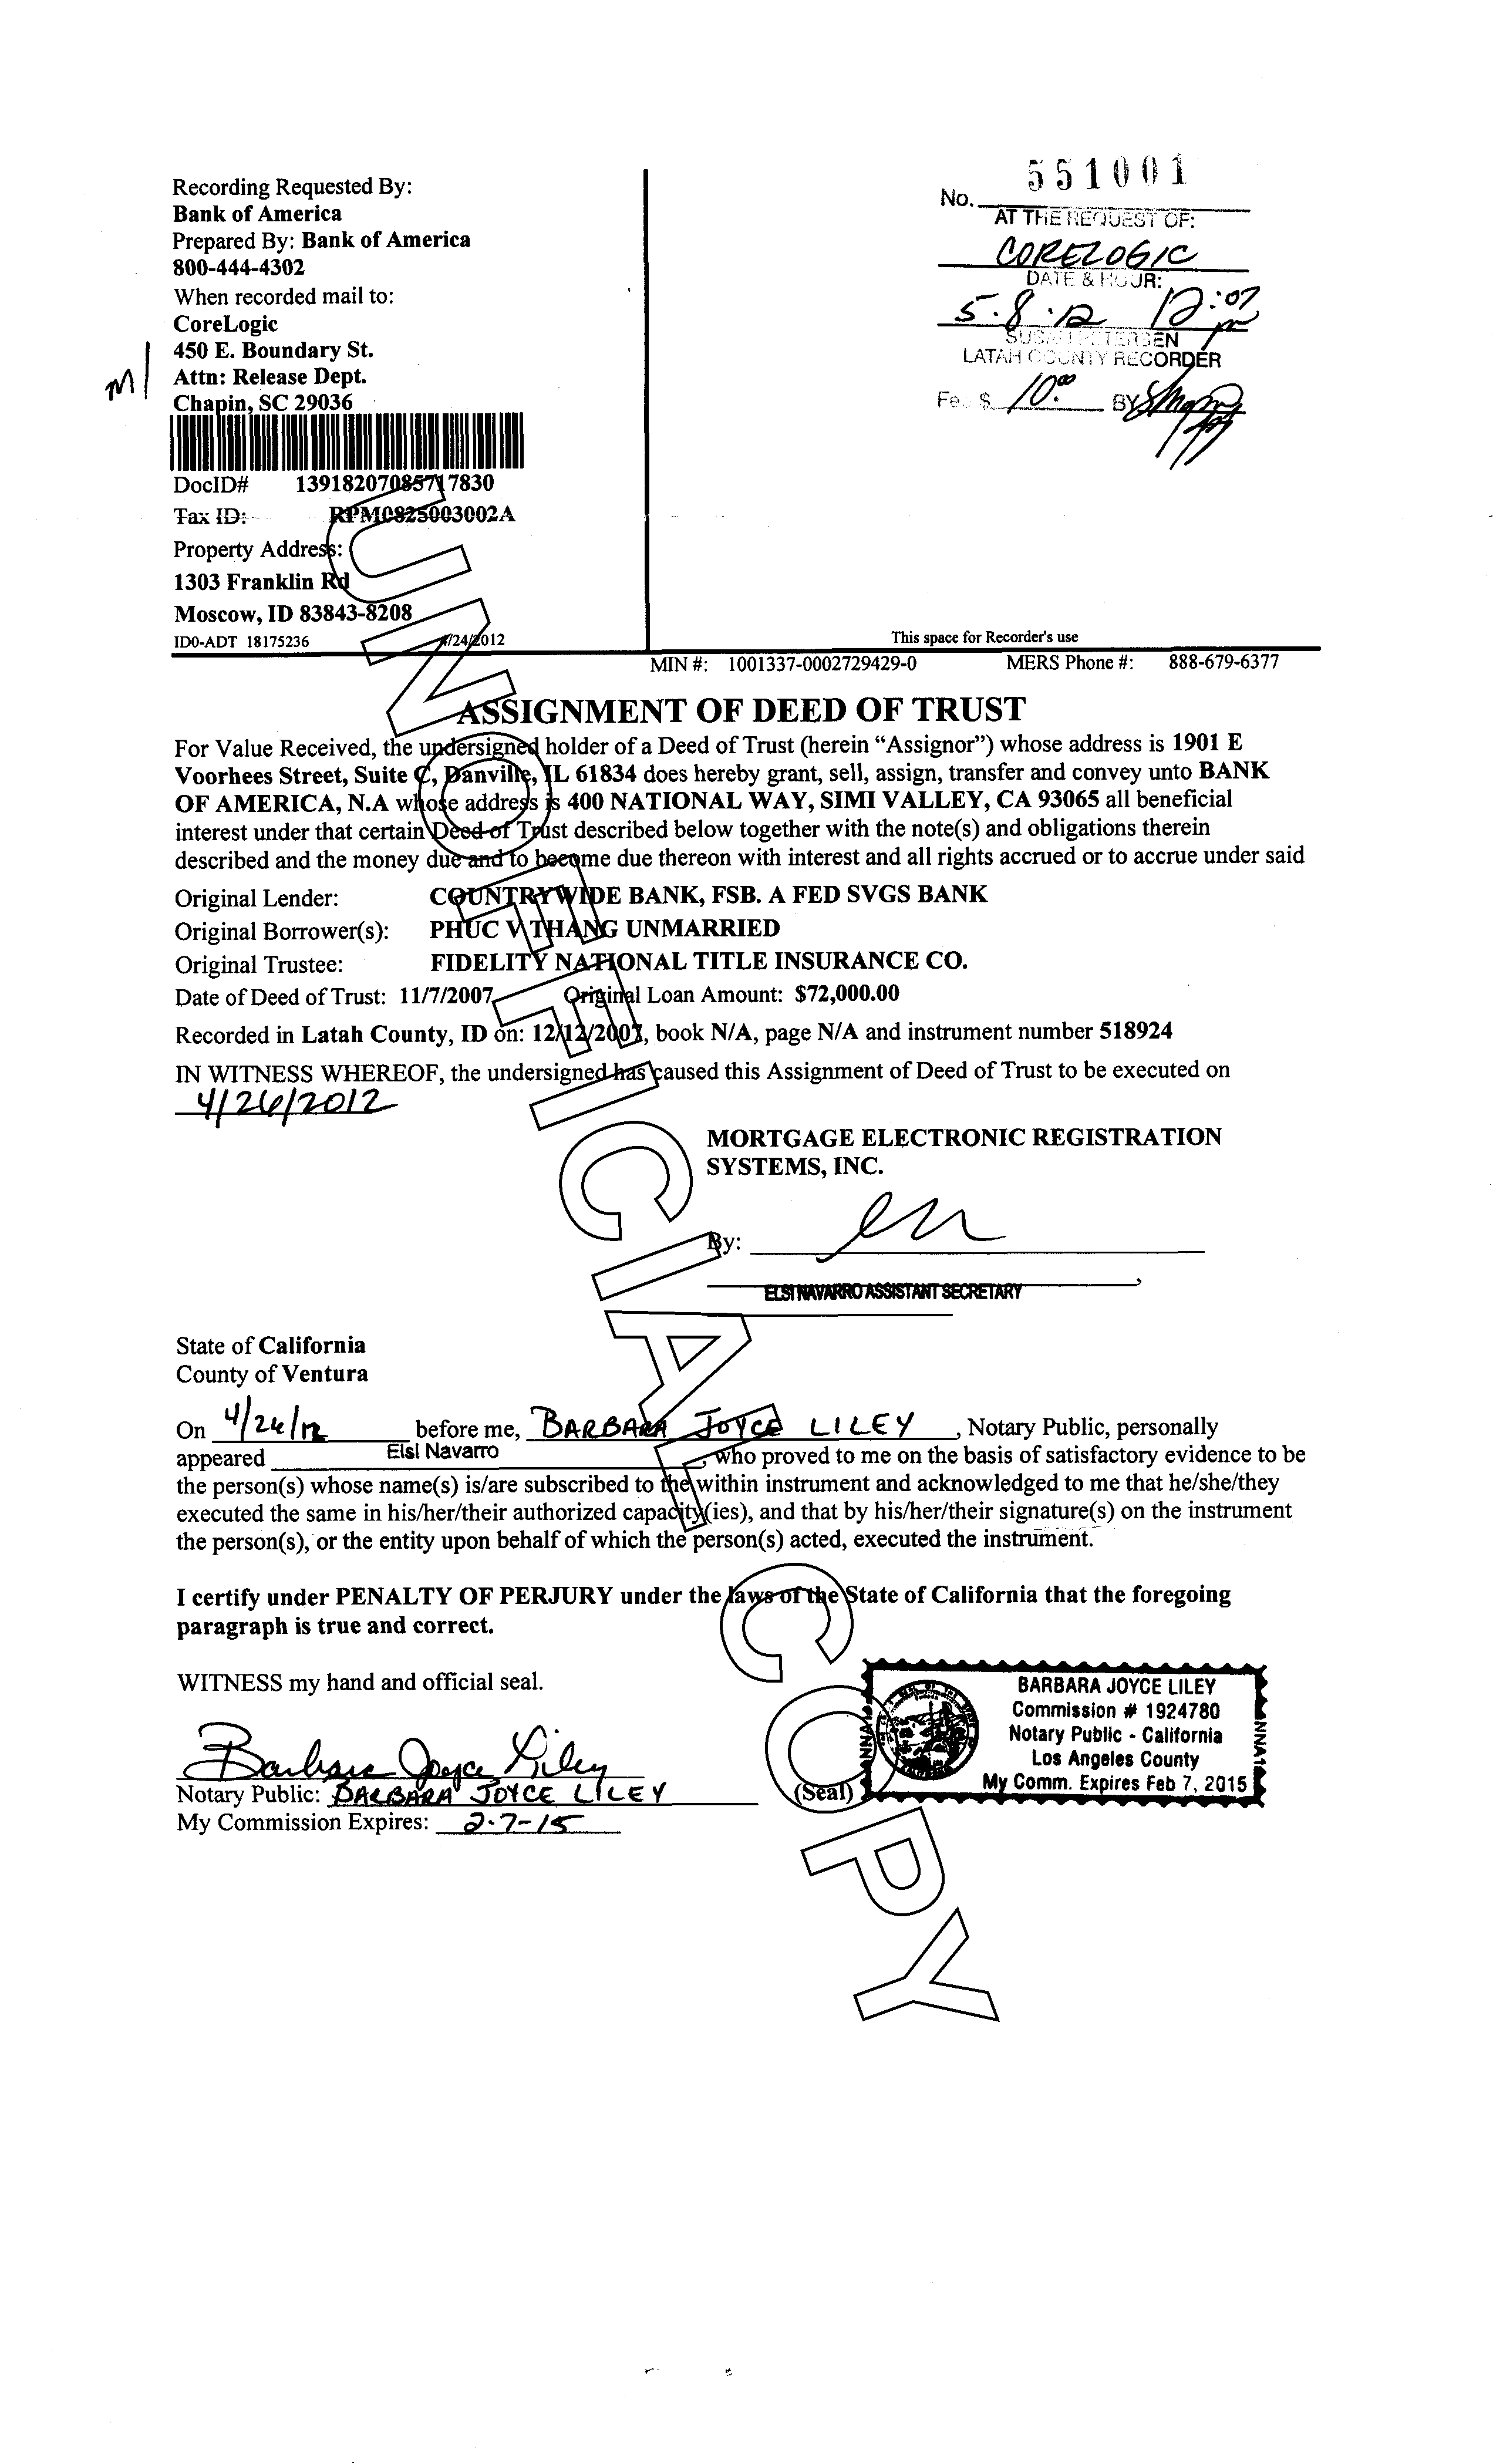 Recording Requested By:
Bank of America
Prepared By: Bank of America
800-444-4302
When recorded mail to:
CoreLogic
450 E. Boundary St.
Attn: Release Dept.
Chapin, SC 29036
M
DocID# 13918207085717830
Tax ID: RPM0825003002A
Property Address:
1303 Franklin Rd
Moscow, ID 83843-8208
ID0-ADT 18175236 4/24/2012
No. 551001
AT THE REQUEST OF:
CORELOGIC
DATE & HOUR:
5.8.12 12:07
SUSAN PETERSEN
LATAH COUNTY RECORDER
Fee $ 10.00 BY
This space for Recorder's use
MIN #: 1001337-0002729429-0 MERS Phone #: 888-679-6377
ASSIGNMENT OF DEED OF TRUST
For Value Received, the undersigned holder of a Deed of Trust (herein “Assignor”) whose address is 1901 E
Voorhees Street, Suite C, Danville, IL 61834 does hereby grant, sell, assign, transfer and convey unto BANK
OF AMERICA, N.A whose address is 400 NATIONAL WAY, SIMI VALLEY, CA 93065 all beneficial
interest under that certain Deed of Trust described below together with the note(s) and obligations therein
described and the money due and to become due thereon with interest and all rights accrued or to accrue under said
Original Lender: COUNTRYWIDE BANK, FSB. A FED SVGS BANK
Original Borrower(s): PHUC V THANG UNMARRIED
Original Trustee: FIDELITY NATIONAL TITLE INSURANCE CO.
Date of Deed of Trust: 11/7/2007 Original Loan Amount: $72,000.00
Recorded in Latah County, ID on: 12/12/2007, book N/A, page N/A and instrument number 518924
IN WITNESS WHEREOF, the undersigned has caused this Assignment of Deed of Trust to be executed on
4/26/2012
MORTGAGE ELECTRONIC REGISTRATION
SYSTEMS, INC.
By:
ELSI NAVARRO ASSISTANT SECRETARY
State of California
County of Ventura
On 4/26/12 before me, BARBARA JOYCE LILEY, Notary Public, personally
appeared Elsi Navarro, who proved to me on the basis of satisfactory evidence to be
the person(s) whose name(s) is/are subscribed to the within instrument and acknowledged to me that he/she/they
executed the same in his/her/their authorized capacity(ies), and that by his/her/their signature(s) on the instrument
the person(s), or the entity upon behalf of which the person(s) acted, executed the instrument.
I certify under PENALTY OF PERJURY under the laws of the State of California that the foregoing
paragraph is true and correct.
WITNESS my hand and official seal.
Barbara Joyce Liley
Notary Public: BARBARA JOYCE LILEY
My Commission Expires: 2-7-15
(Seal)
BARBARA JOYCE LILEY
Commission # 1924780
Notary Public - California
Los Angeles County
My Comm. Expires Feb 7, 2015
UNOFFICIAL COPY